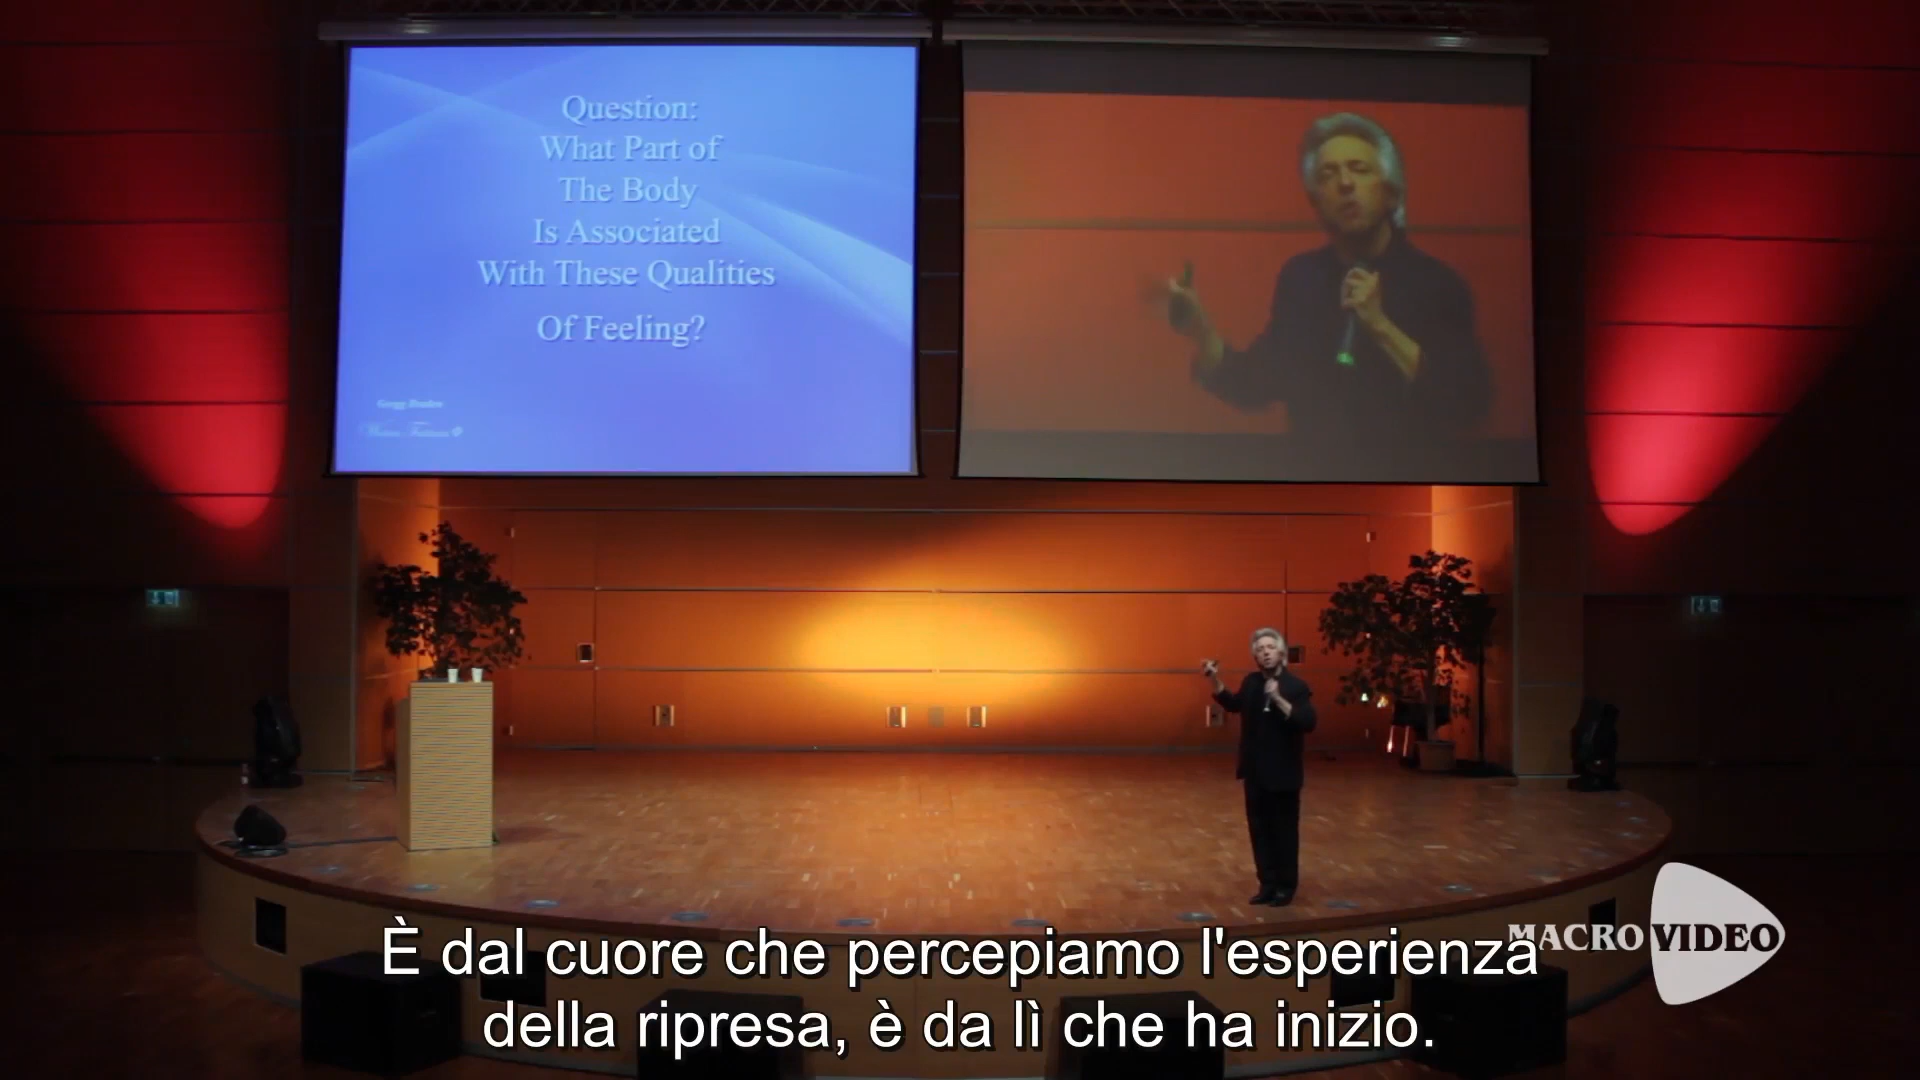 Question:
What Part of
The Body
Is Associated
With These Qualities
Of Feeling?
MACRO VIDEO
È dal cuore che percepiamo l'esperienza
della ripresa, è da lì che ha inizio.